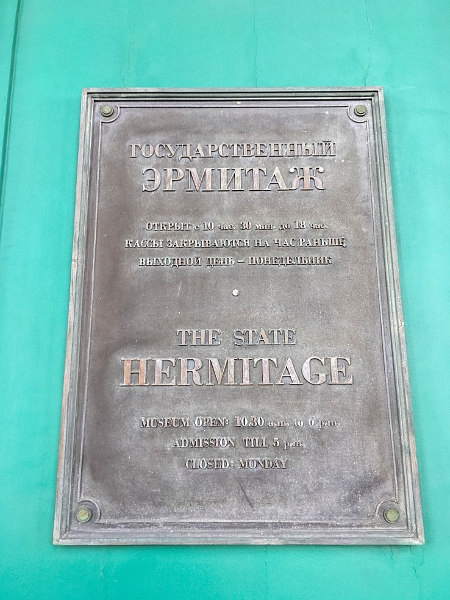 ГОСУДАРСТВЕННЫЙ
ЭРМИТАЖ
ОТКРЫТ с 10 час. 30 мин. до 18 час.
КАССЫ ЗАКРЫВАЮТСЯ НА ЧАС РАНЬШЕ
ВЫХОДНОЙ ДЕНЬ – ПОНЕДЕЛЬНИК
THE STATE
HERMITAGE
MUSEUM OPEN: 10.30 a.m. to 6 p.m.
ADMISSION TILL 5 p.m.
CLOSED: MONDAY